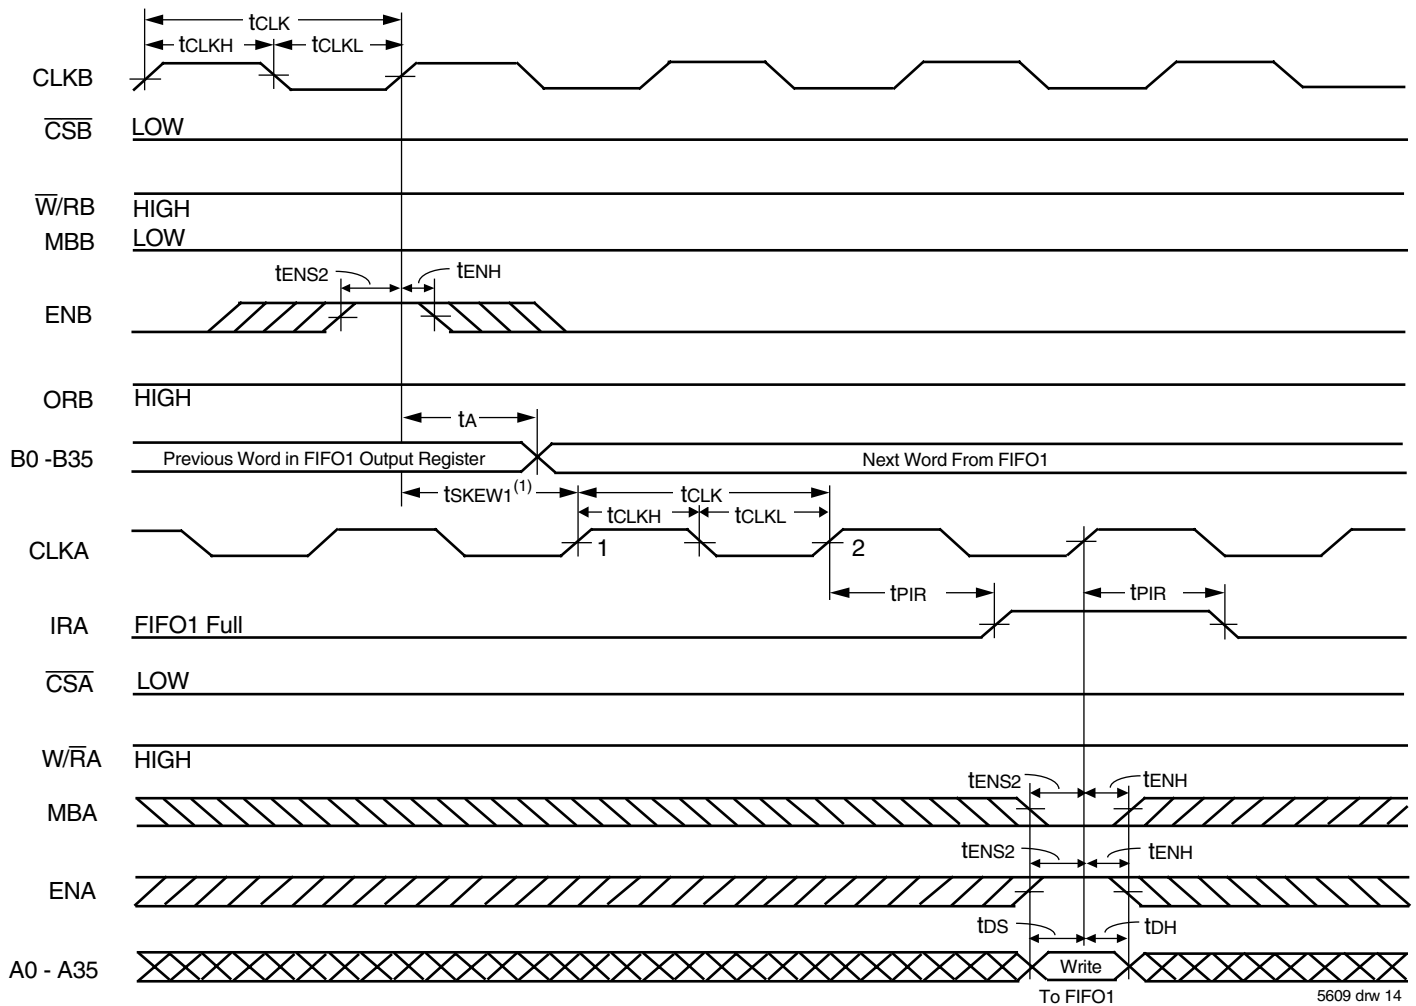 tCLK
tCLKH tCLKL
CLKB
CSB LOW
W/RB HIGH
MBB LOW
tENS2 tENH
ENB
ORB HIGH
tA
B0 -B35 Previous Word in FIFO1 Output Register Next Word From FIFO1
tSKEW1(1) tCLK
tCLKH tCLKL
CLKA 1 2
tPIR tPIR
IRA FIFO1 Full
CSA LOW
W/RA HIGH
tENS2 tENH
MBA
tENS2 tENH
ENA
tDS tDH
A0 - A35 Write
To FIFO1 5609 drw 14